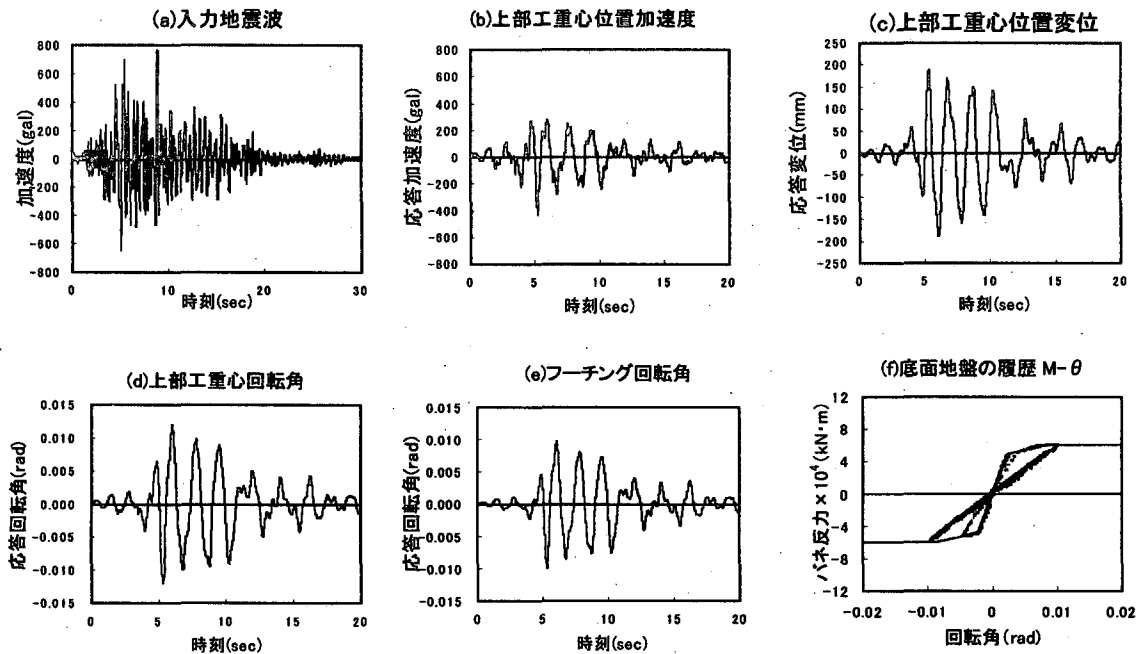 (a)入力地震波
加速度(gal)
800
600
400
200
0
-200
-400
-600
-800
0 10 20 30
時刻(sec)
(b)上部工重心位置加速度
応答加速度(gal)
800
600
400
200
0
-200
-400
-600
-800
0 5 10 15 20
時刻(sec)
(c)上部工重心位置変位
応答変位(mm)
250
200
150
100
50
0
-50
-100
-150
-200
-250
0 5 10 15 20
時刻(sec)
(d)上部工重心回転角
応答回転角(rad)
0.015
0.010
0.005
0.000
-0.005
-0.010
-0.015
0 5 10 15 20
時刻(sec)
(e)フーチング回転角
応答回転角(rad)
0.015
0.010
0.005
0.000
-0.005
-0.010
-0.015
0 5 10 15 20
時刻(sec)
(f)底面地盤の履歴 M-θ
バネ反力×10⁴(kN・m)
12
8
4
0
-4
-8
-12
-0.02 -0.01 0 0.01 0.02
回転角(rad)